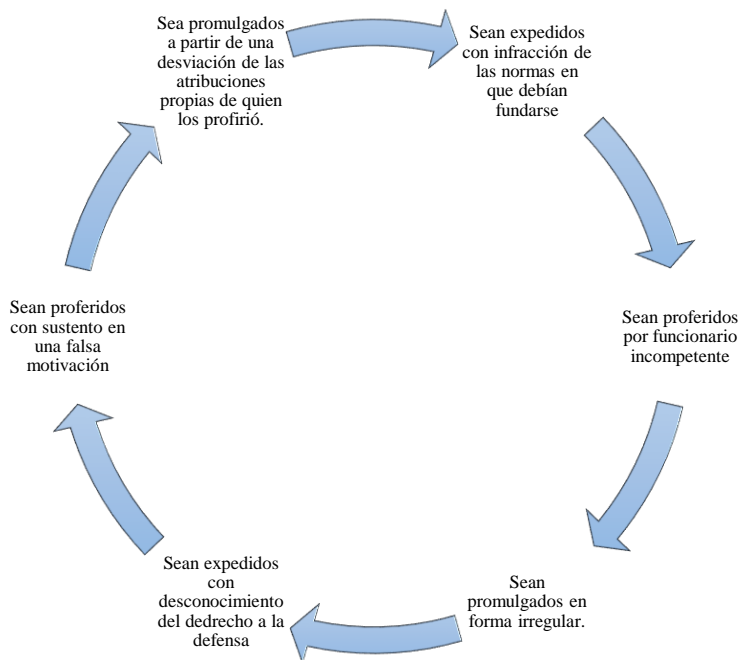 Sea promulgados
a partir de una
desviación de las
atribuciones
propias de quien
los profirió.
Sean expedidos
con infracción de
las normas en
que debían
fundarse
Sean proferidos
por funcionario
incompetente
Sean
promulgados en
forma irregular.
Sean expedidos
con
desconocimiento
del dedrecho a la
defensa
Sean proferidos
con sustento en
una falsa
motivación